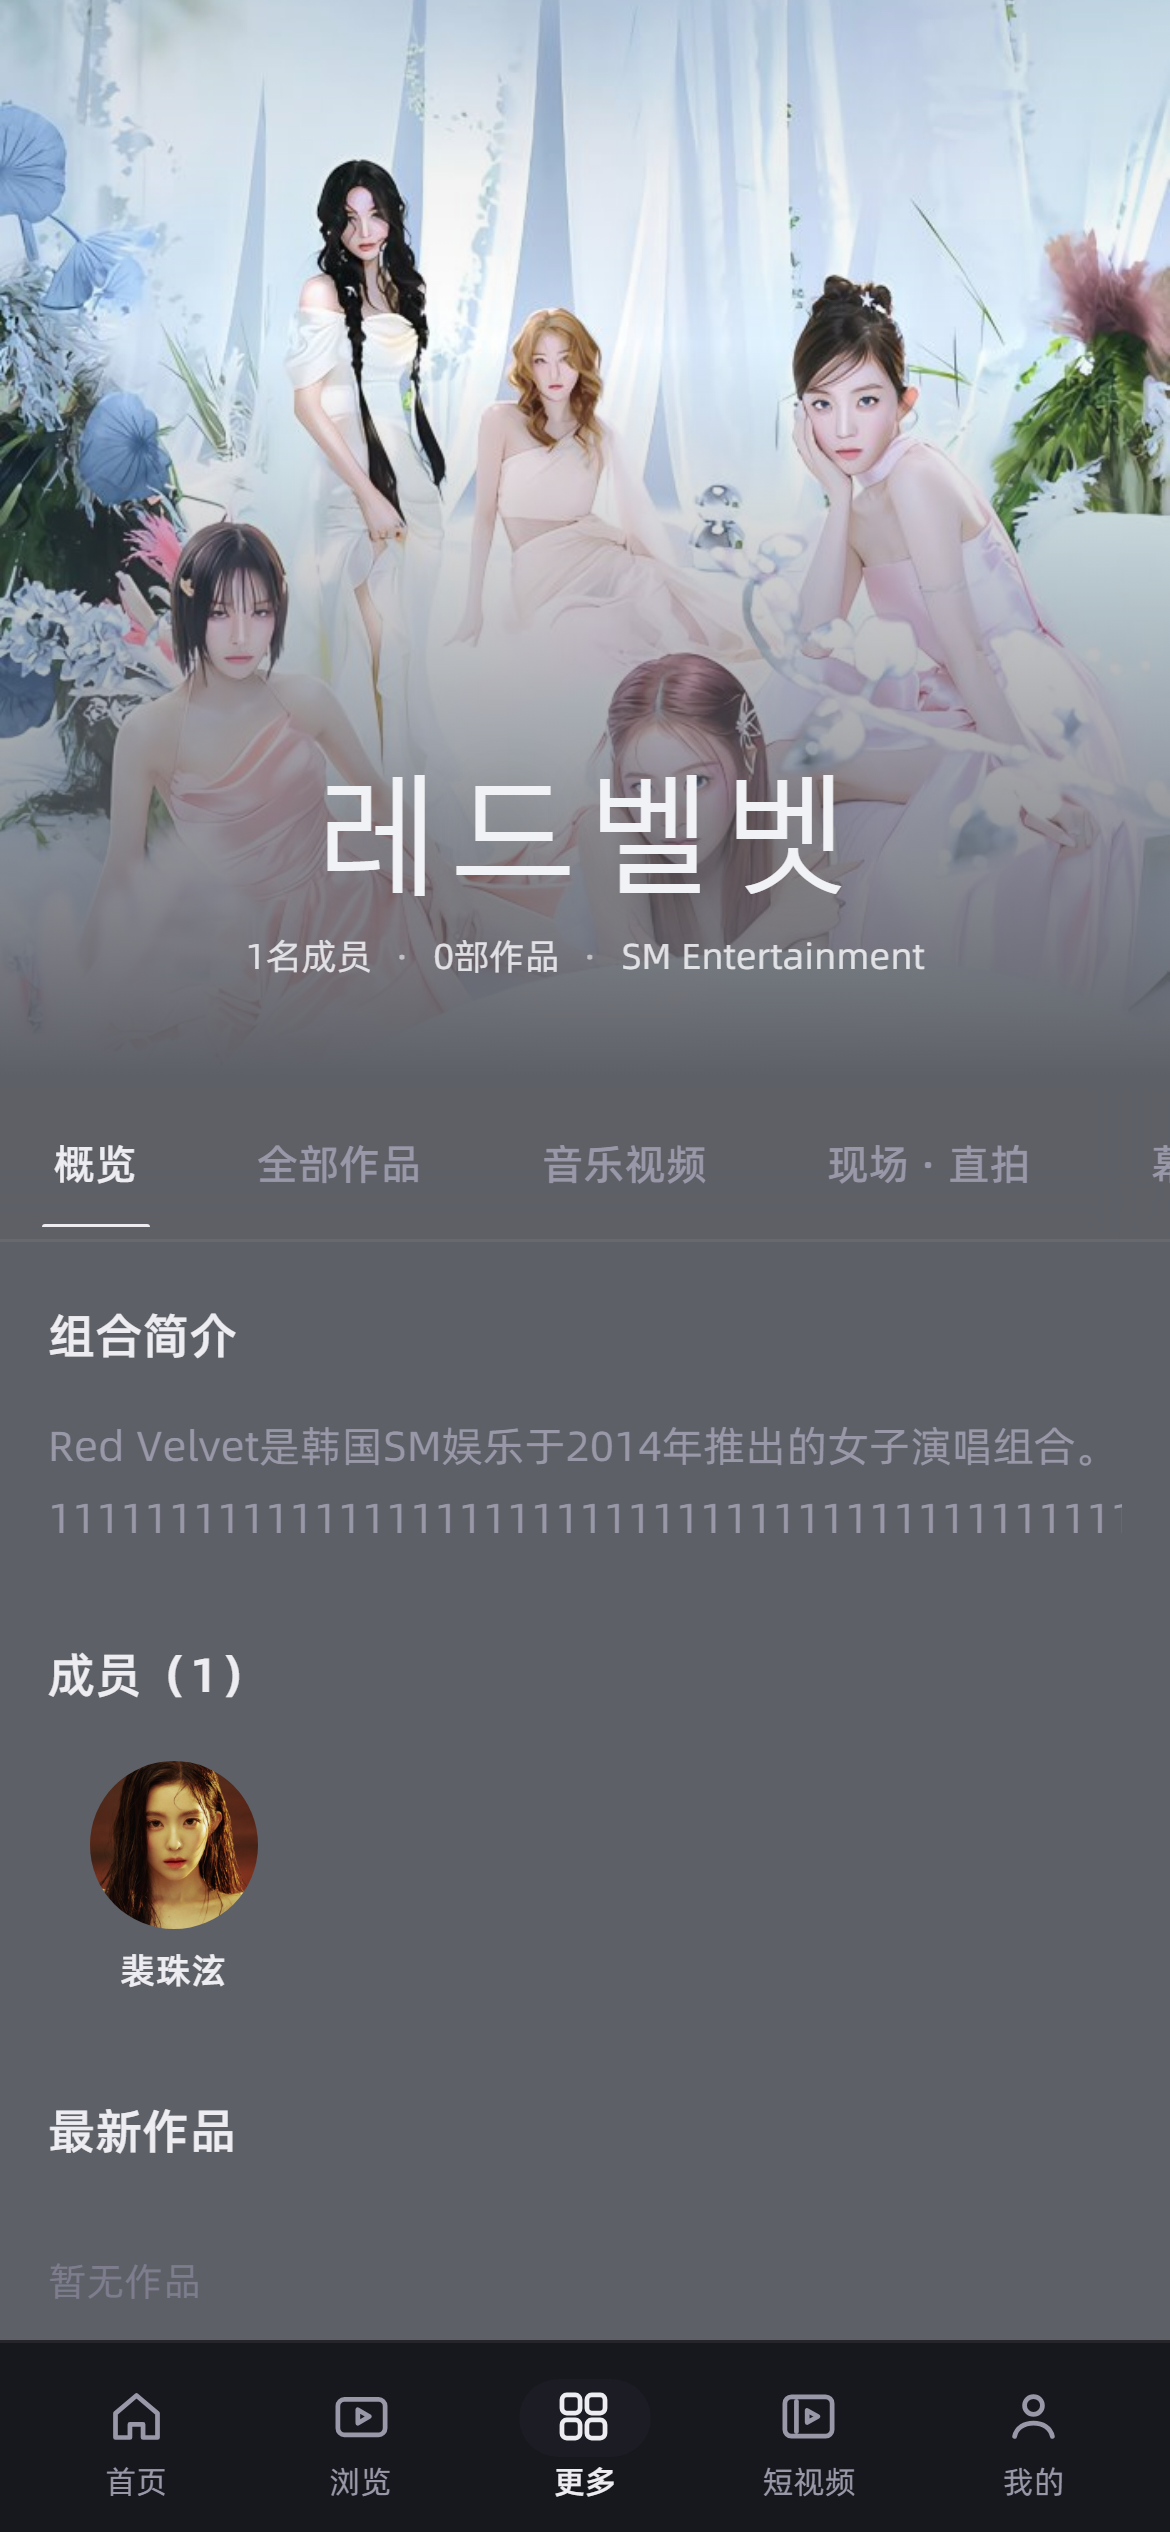 레드벨벳
1名成员 · 0部作品 · SM Entertainment
概览 全部作品 音乐视频 现场 · 直拍
组合简介
Red Velvet是韩国SM娱乐于2014年推出的女子演唱组合。
11111111111111111111111111111111111111111111
成员（1）
裴珠泫
最新作品
暂无作品
首页 浏览 更多 短视频 我的